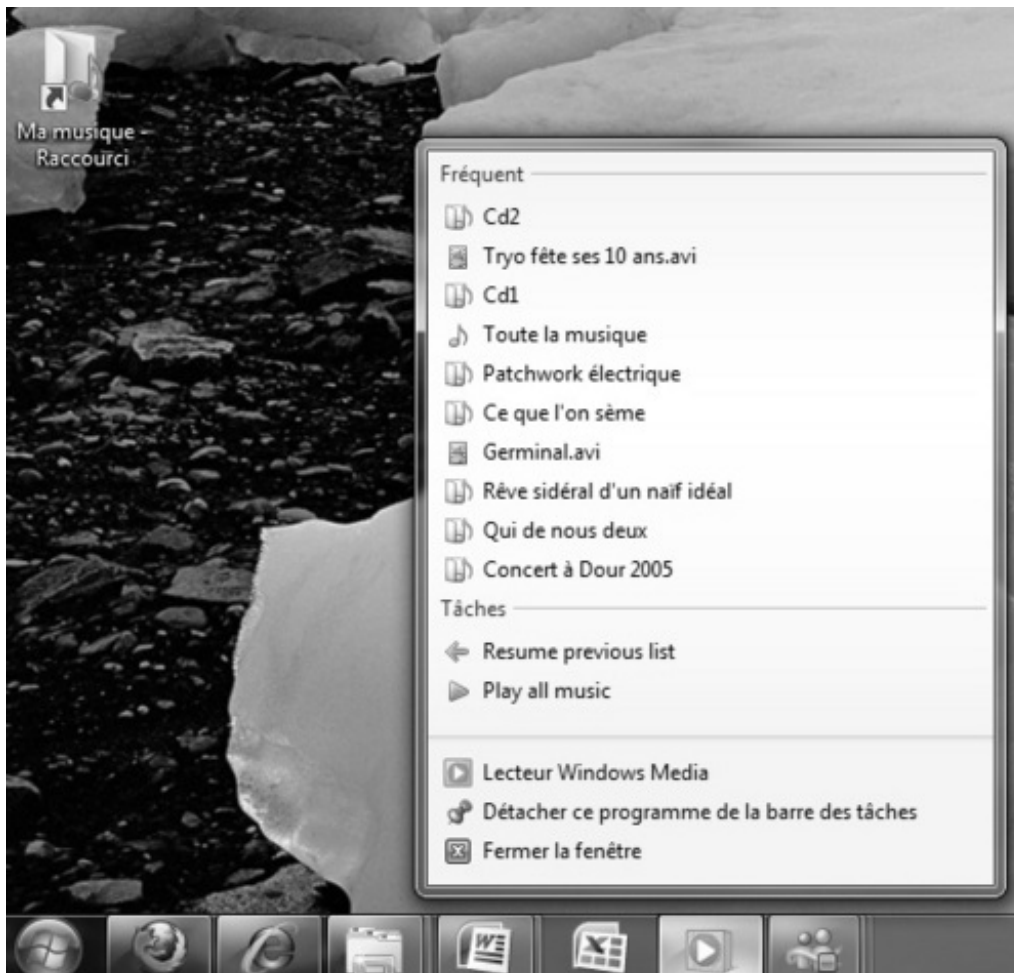 Ma musique -
Raccourci
Fréquent
Cd2
Tryo fête ses 10 ans.avi
Cd1
Toute la musique
Patchwork électrique
Ce que l'on sème
Germinal.avi
Rêve sidéral d'un naïf idéal
Qui de nous deux
Concert à Dour 2005
Tâches
Resume previous list
Play all music
Lecteur Windows Media
Détacher ce programme de la barre des tâches
Fermer la fenêtre